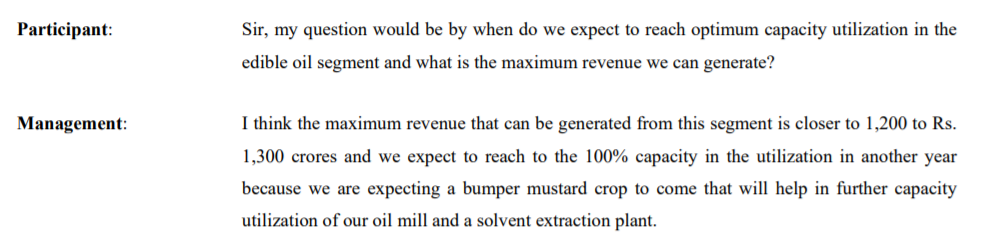 Participant: Sir, my question would be by when do we expect to reach optimum capacity utilization in the
edible oil segment and what is the maximum revenue we can generate?
Management: I think the maximum revenue that can be generated from this segment is closer to 1,200 to Rs.
1,300 crores and we expect to reach to the 100% capacity in the utilization in another year
because we are expecting a bumper mustard crop to come that will help in further capacity
utilization of our oil mill and a solvent extraction plant.